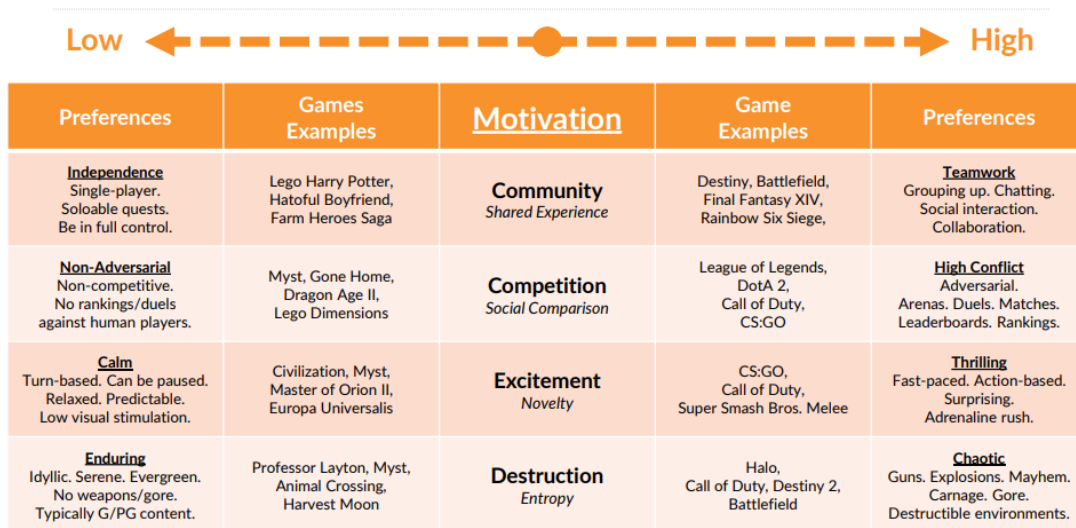 Low
High
Preferences
Games
Examples
Motivation
Game
Examples
Preferences
Independence
Single-player.
Soloable quests.
Be in full control.
Lego Harry Potter,
Hatoful Boyfriend,
Farm Heroes Saga
Community
Shared Experience
Destiny, Battlefield,
Final Fantasy XIV,
Rainbow Six Siege,
Teamwork
Grouping up. Chatting.
Social interaction.
Collaboration.
Non-Adversarial
Non-competitive.
No rankings/duels
against human players.
Myst, Gone Home,
Dragon Age II,
Lego Dimensions
Competition
Social Comparison
League of Legends,
DotA 2,
Call of Duty,
CS:GO
High Conflict
Adversarial.
Arenas. Duels. Matches.
Leaderboards. Rankings.
Calm
Turn-based. Can be paused.
Relaxed. Predictable.
Low visual stimulation.
Civilization, Myst,
Master of Orion II,
Europa Universalis
Excitement
Novelty
CS:GO,
Call of Duty,
Super Smash Bros. Melee
Thrilling
Fast-paced. Action-based.
Surprising.
Adrenaline rush.
Enduring
Idyllic. Serene. Evergreen.
No weapons/gore.
Typically G/PG content.
Professor Layton, Myst,
Animal Crossing,
Harvest Moon
Destruction
Entropy
Halo,
Call of Duty, Destiny 2,
Battlefield
Chaotic
Guns. Explosions. Mayhem.
Carnage. Gore.
Destructible environments.